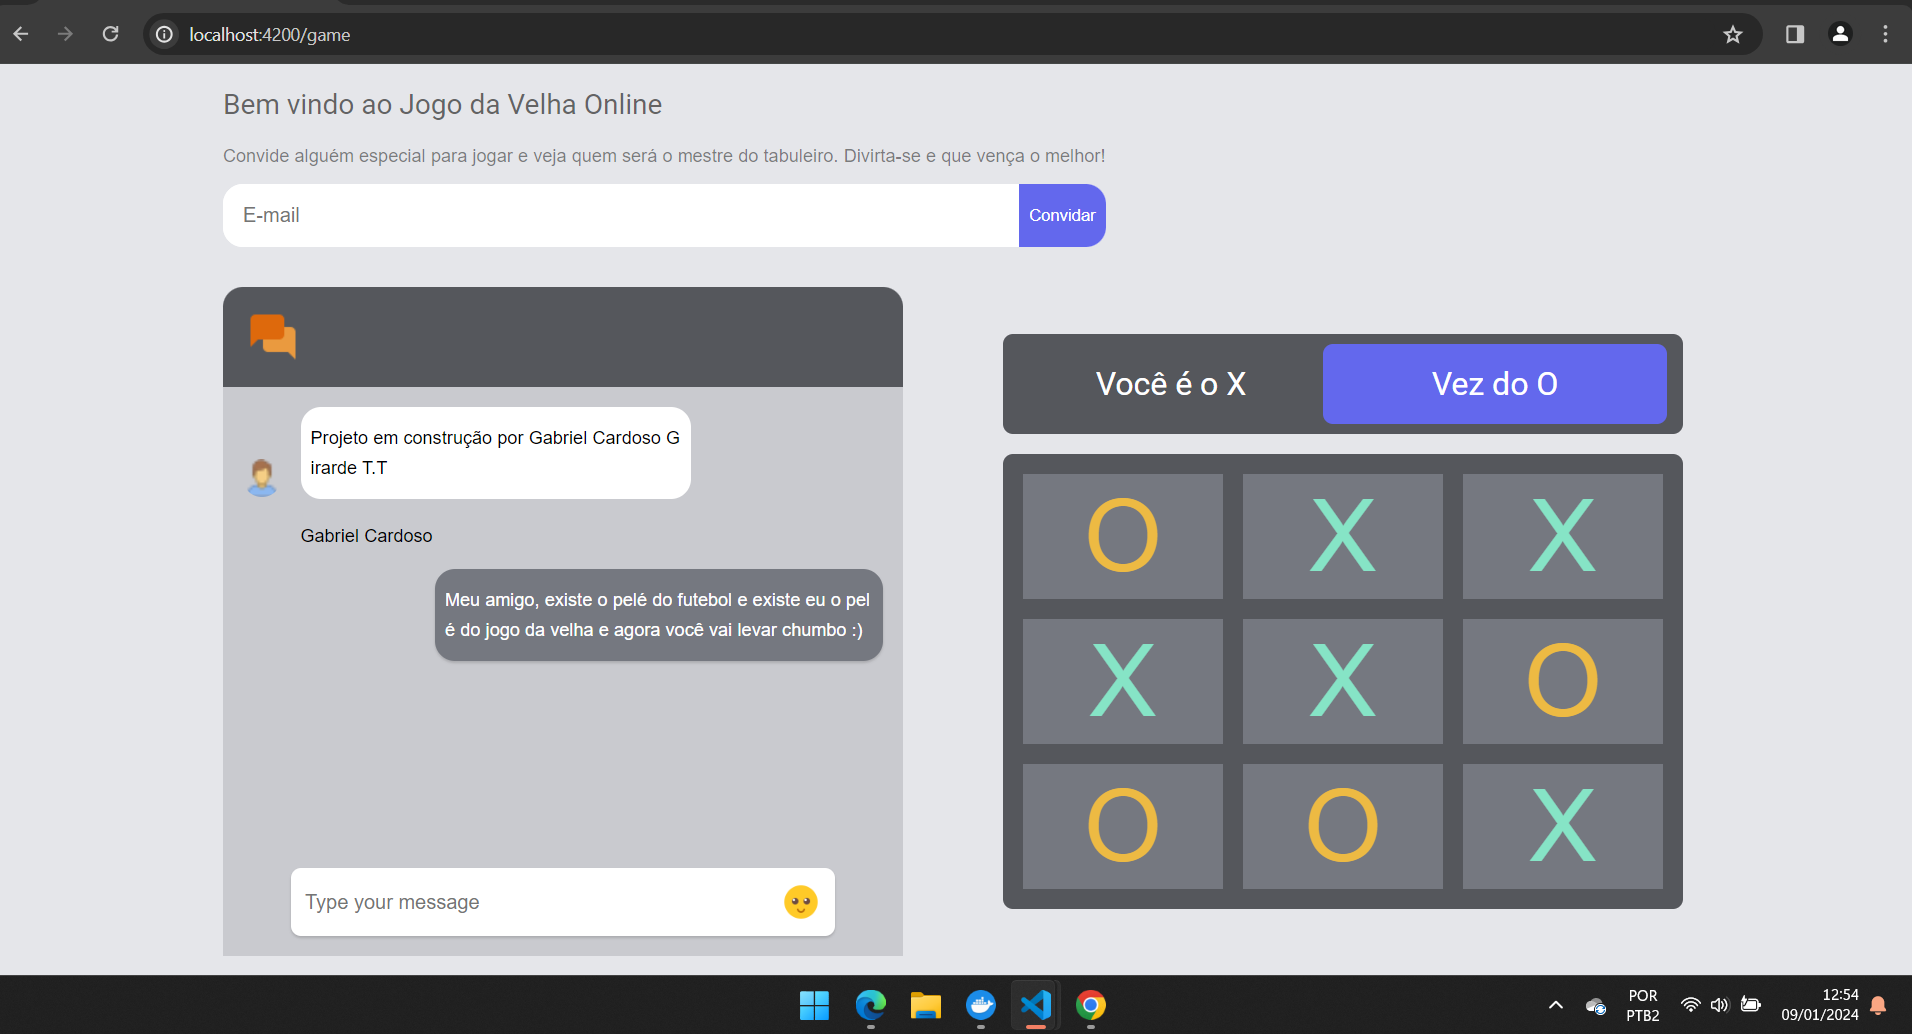 localhost:4200/game
Bem vindo ao Jogo da Velha Online
Convide alguém especial para jogar e veja quem será o mestre do tabuleiro. Divirta-se e que vença o melhor!
E-mail
Convidar
Projeto em construção por Gabriel Cardoso G
irarde T.T
Gabriel Cardoso
Meu amigo, existe o pelé do futebol e existe eu o pel
é do jogo da velha e agora você vai levar chumbo :)
Type your message
Você é o X
Vez do O
O X X
X X O
O O X
POR
PTB2
12:54
09/01/2024